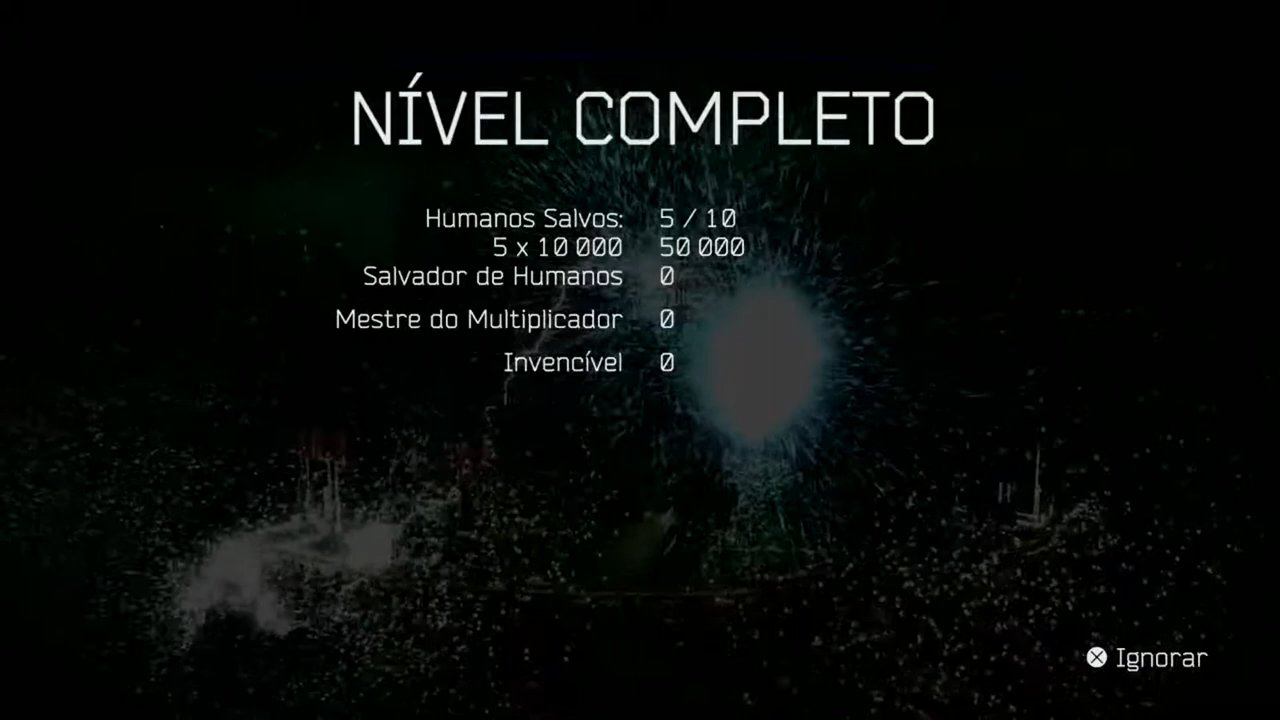 NÍVEL COMPLETO
Humanos Salvos: 5 / 10
5 x 10 000 50 000
Salvador de Humanos 0
Mestre do Multiplicador 0
Invencível 0
Ignorar